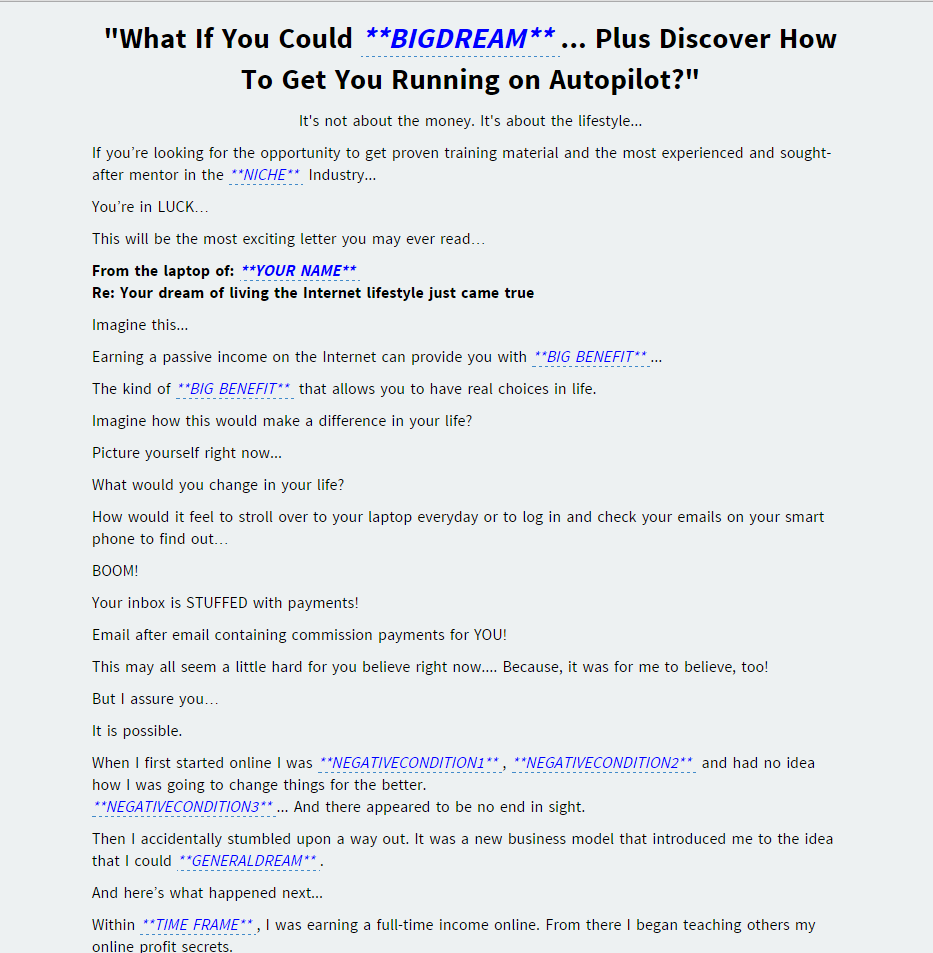 "What If You Could **BIGDREAM** ... Plus Discover How
To Get You Running on Autopilot?"
It's not about the money. It's about the lifestyle...
If you’re looking for the opportunity to get proven training material and the most experienced and sought-
after mentor in the **NICHE** Industry...
You’re in LUCK…
This will be the most exciting letter you may ever read…
From the laptop of: **YOUR NAME**
Re: Your dream of living the Internet lifestyle just came true
Imagine this...
Earning a passive income on the Internet can provide you with **BIG BENEFIT** ...
The kind of **BIG BENEFIT** that allows you to have real choices in life.
Imagine how this would make a difference in your life?
Picture yourself right now...
What would you change in your life?
How would it feel to stroll over to your laptop everyday or to log in and check your emails on your smart
phone to find out…
BOOM!
Your inbox is STUFFED with payments!
Email after email containing commission payments for YOU!
This may all seem a little hard for you believe right now.... Because, it was for me to believe, too!
But I assure you…
It is possible.
When I first started online I was **NEGATIVECONDITION1** , **NEGATIVECONDITION2** and had no idea
how I was going to change things for the better.
**NEGATIVECONDITION3** ... And there appeared to be no end in sight.
Then I accidentally stumbled upon a way out. It was a new business model that introduced me to the idea
that I could **GENERALDREAM** .
And here’s what happened next...
Within **TIME FRAME** , I was earning a full-time income online. From there I began teaching others my
online profit secrets.